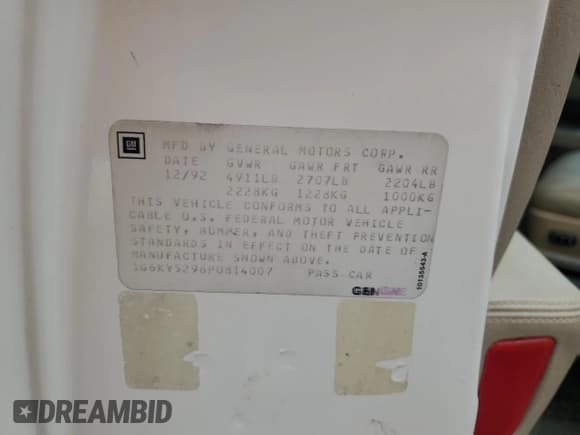 GM
MFD BY GENERAL MOTORS CORP.
DATE GVWR GAWR FRT GAWR RR
12/92 4911LB 2707LB 2204LB
2228KG 1228KG 1000KG
THIS VEHICLE CONFORMS TO ALL APPLI-
CABLE U.S. FEDERAL MOTOR VEHICLE
SAFETY, BUMPER, AND THEFT PREVENTION
STANDARDS IN EFFECT ON THE DATE OF
MANUFACTURE SHOWN ABOVE.
1G6KY5296PU814007 PASS CAR
10135643-A
DREAMBID